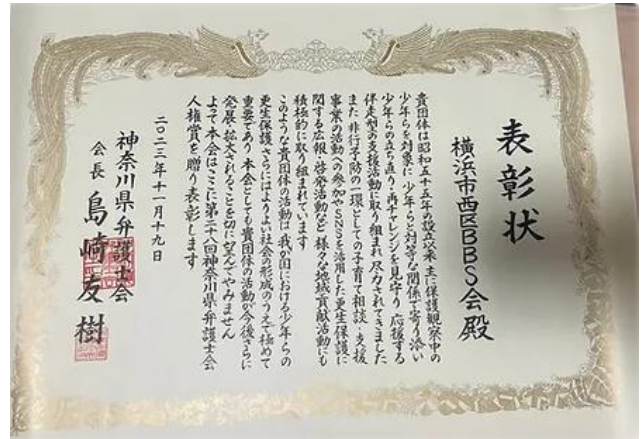 表彰状
横浜市西区BBS会殿
貴団体は昭和五十五年の設立以来 主に保護観察中の
少年らを対象に 少年らと対等な関係で寄り添い
少年らの立ち直り・再チャレンジを見守り 応援する
伴走型の支援活動に取り組まれ 尽力されてきました
また 非行予防の一環としての子育て相談・支援
事業の活動への参加やSNSを活用した更生保護に
関する広報・啓発活動など 様々な地域貢献活動にも
積極的に取り組まれています
このような貴団体の活動は 我が国における少年らの
更生保護 さらにはよりよい社会の形成のうえで極めて
重要であり 本会としても貴団体の活動が今後さらに
発展・拡大されることを切に望んでやみません
よって 本会はここに第二十八回神奈川県弁護士会
人権賞を贈り表彰します
二〇二三年十一月十九日
神奈川県弁護士会
会長 島崎友樹